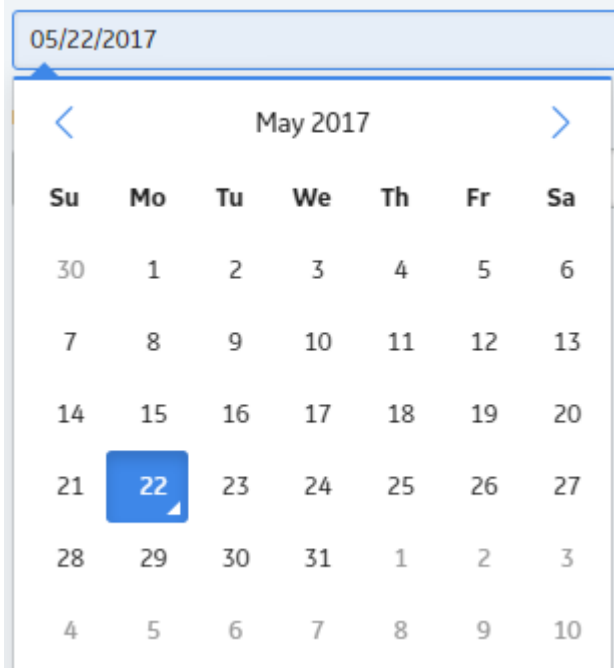 05/22/2017
May 2017
Su Mo Tu We Th Fr Sa
30 1 2 3 4 5 6
7 8 9 10 11 12 13
14 15 16 17 18 19 20
21 22 23 24 25 26 27
28 29 30 31 1 2 3
4 5 6 7 8 9 10